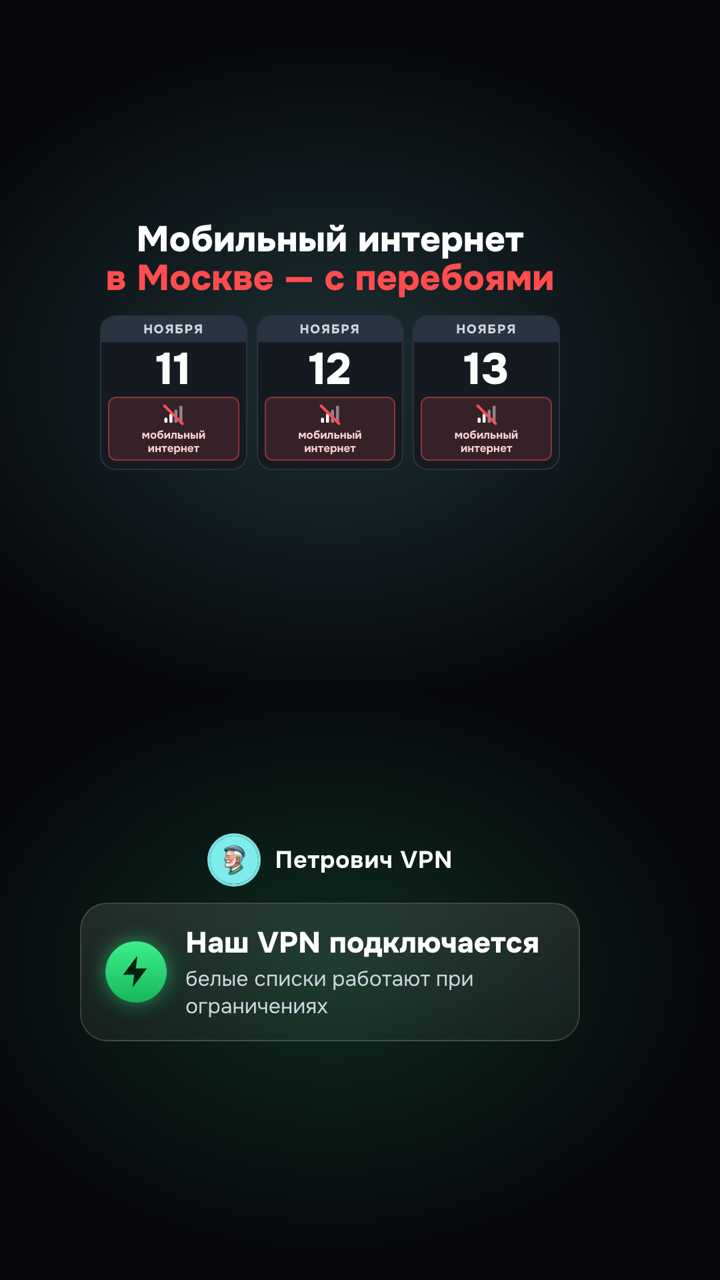 Мобильный интернет
в Москве — с перебоями
НОЯБРЯ
11
мобильный
интернет
НОЯБРЯ
12
мобильный
интернет
НОЯБРЯ
13
мобильный
интернет
Петрович VPN
Наш VPN подключается
белые списки работают при
ограничениях